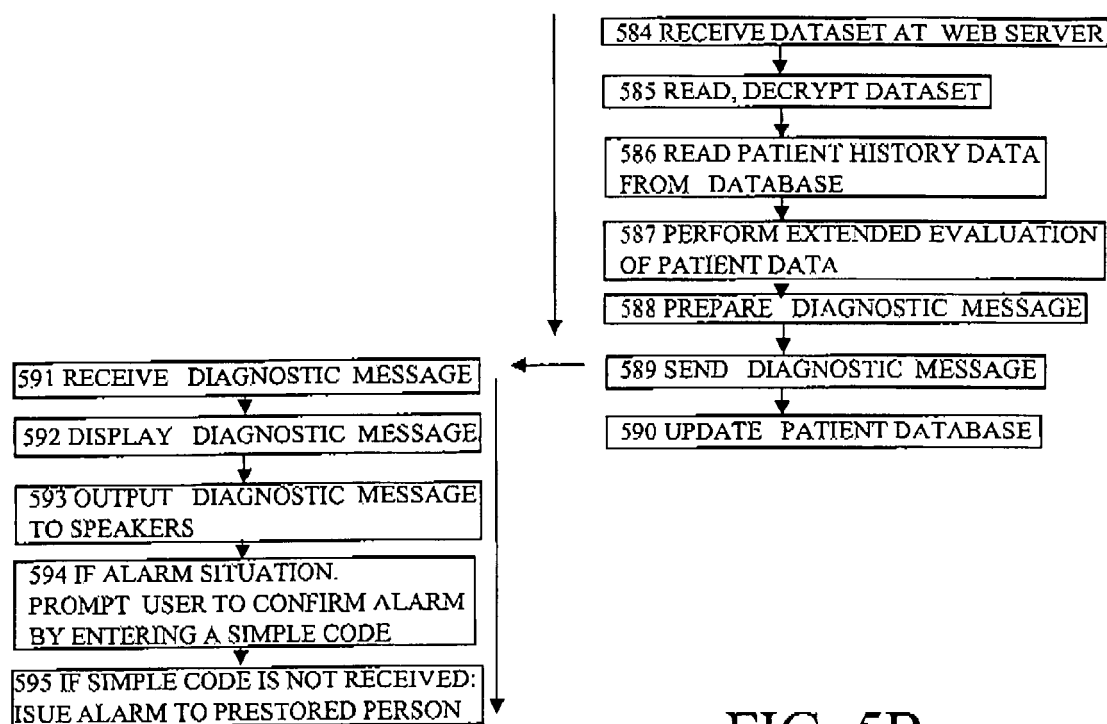 584 RECEIVE DATASET AT WEB SERVER
585 READ, DECRYPT DATASET
586 READ PATIENT HISTORY DATA
FROM DATABASE
587 PERFORM EXTENDED EVALUATION
OF PATIENT DATA
588 PREPARE DIAGNOSTIC MESSAGE
589 SEND DIAGNOSTIC MESSAGE
590 UPDATE PATIENT DATABASE
591 RECEIVE DIAGNOSTIC MESSAGE
592 DISPLAY DIAGNOSTIC MESSAGE
593 OUTPUT DIAGNOSTIC MESSAGE
TO SPEAKERS
594 IF ALARM SITUATION.
PROMPT USER TO CONFIRM ALARM
BY ENTERING A SIMPLE CODE
595 IF SIMPLE CODE IS NOT RECEIVED:
ISUE ALARM TO PRESTORED PERSON